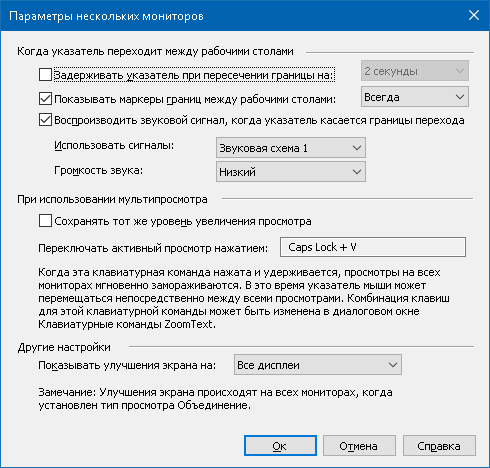 Параметры нескольких мониторов
Когда указатель переходит между рабочими столами
Задерживать указатель при пересечении границы на: 2 секунды
Показывать маркеры границ между рабочими столами: Всегда
Воспроизводить звуковой сигнал, когда указатель касается границы перехода
Использовать сигналы: Звуковая схема 1
Громкость звука: Низкий
При использовании мультипросмотра
Сохранять тот же уровень увеличения просмотра
Переключать активный просмотр нажатием: Caps Lock + V
Когда эта клавиатурная команда нажата и удерживается, просмотры на всех
мониторах мгновенно замораживаются. В это время указатель мыши может
перемещаться непосредственно между всеми просмотрами. Комбинация клавиш
для этой клавиатурной команды может быть изменена в диалоговом окне
Клавиатурные команды ZoomText.
Другие настройки
Показывать улучшения экрана на: Все дисплеи
Замечание: Улучшения экрана происходят на всех мониторах, когда
установлен тип просмотра Объединение.
Ок Отмена Справка